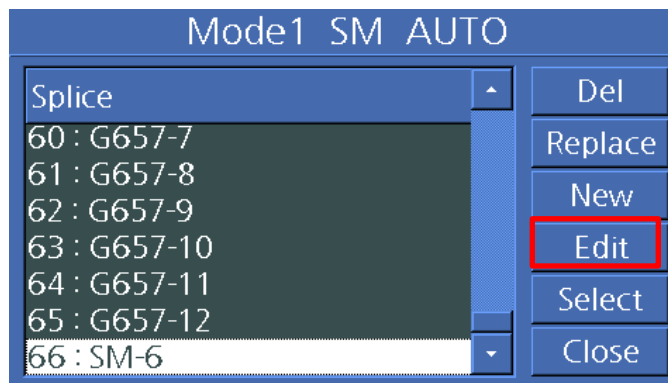 Mode1 SM AUTO
Splice
60 : G657-7
61 : G657-8
62 : G657-9
63 : G657-10
64 : G657-11
65 : G657-12
66 : SM-6
Del
Replace
New
Edit
Select
Close